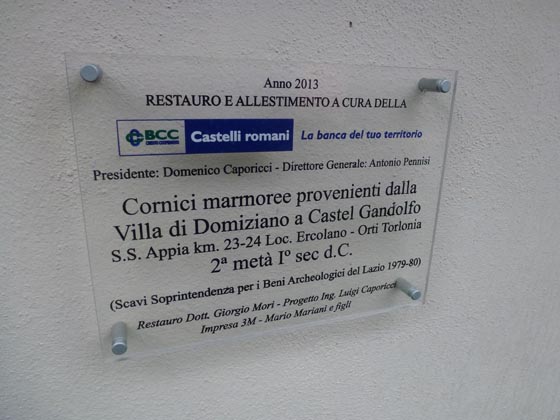 Anno 2013
RESTAURO E ALLESTIMENTO A CURA DELLA
BCC Castelli romani La banca del tuo territorio
CREDITO COOPERATIVO
Presidente: Domenico Caporicci - Direttore Generale: Antonio Pennisi
Cornici marmoree provenienti dalla
Villa di Domiziano a Castel Gandolfo
S.S. Appia km. 23-24 Loc. Ercolano - Orti Torlonia
2ª metà I° sec d.C.
(Scavi Soprintendenza per i Beni Archeologici del Lazio 1979-80)
Restauro Dott. Giorgio Mori - Progetto Ing. Luigi Caporicci
Impresa 3M - Mario Mariani e figli